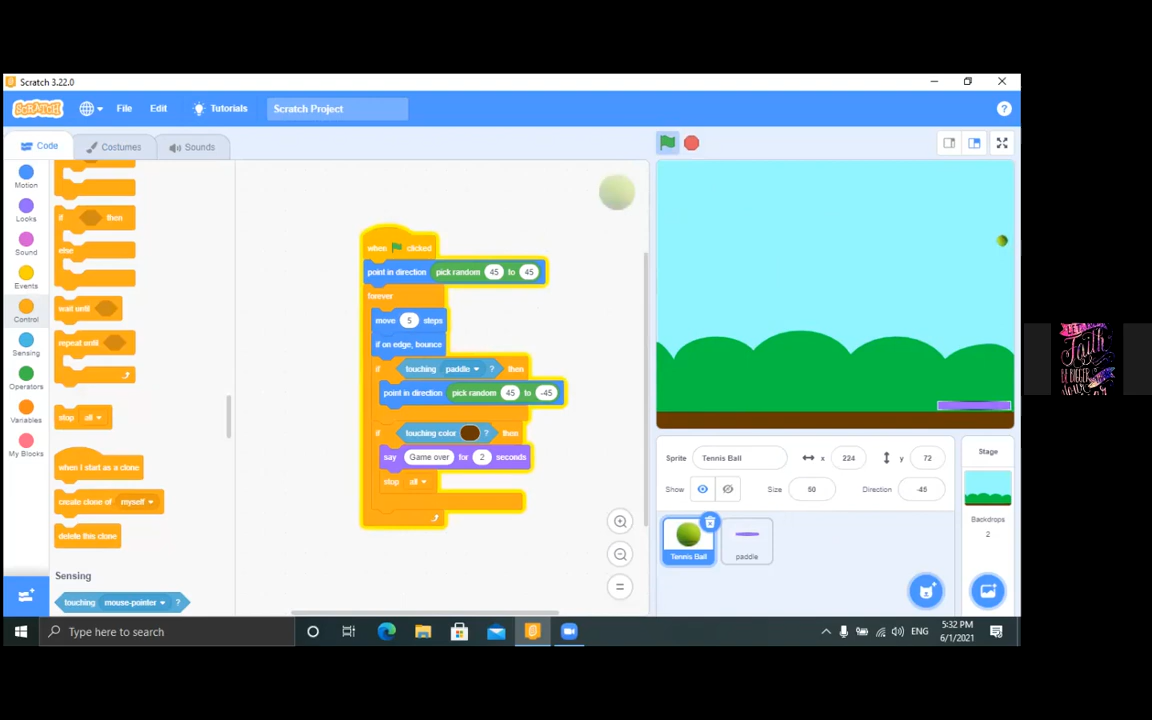 Scratch 3.22.0
SCRATCH
File
Edit
Tutorials
Scratch Project
?
Code
Costumes
Sounds
Motion
Looks
Sound
Events
Control
Sensing
Operators
Variables
My Blocks
if then
else
wait until
repeat until
stop all
when I start as a clone
create clone of myself
delete this clone
Sensing
touching mouse-pointer ?
when clicked
point in direction pick random 45 to 45
forever
move 5 steps
if on edge, bounce
if touching paddle ? then
point in direction pick random 45 to -45
if touching color ? then
say Game over for 2 seconds
stop all
Sprite Tennis Ball x 224 y 72
Show Size 50 Direction -45
Tennis Ball
paddle
Stage
Backdrops
2
Type here to search
ENG
5:32 PM
6/1/2021
LET
Faith
BE BIGGER